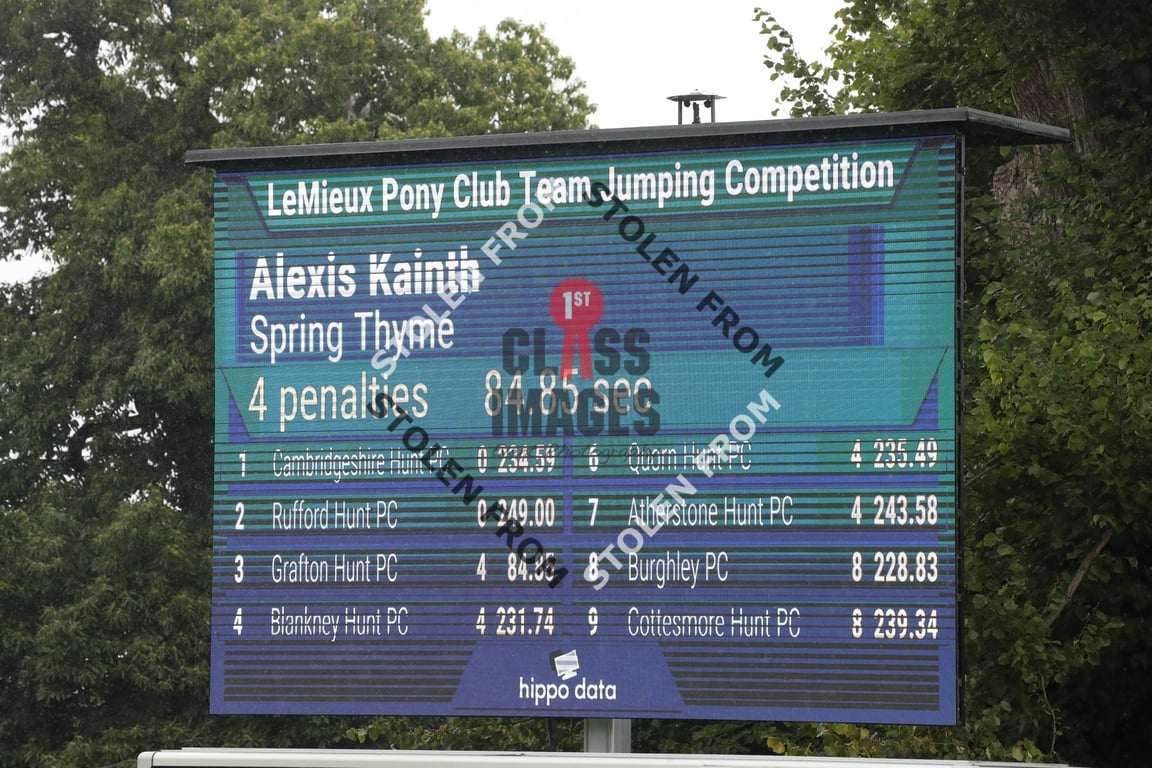 LeMieux Pony Club Team Jumping Competition
Alexis Kainth
Spring Thyme
4 penalties 84.85 sec
1 Cambridgeshire Hunt PC 0 234.59 6 Quorn Hunt PC 4 235.49
2 Rufford Hunt PC 0 249.00 7 Atherstone Hunt PC 4 243.58
3 Grafton Hunt PC 4 84.85 8 Burghley PC 8 228.83
4 Blankney Hunt PC 4 231.74 9 Cottesmore Hunt PC 8 239.34
hippo data
1ST
CLASS
IMAGES
STOLEN FROM
STOLEN FROM
STOLEN FROM
STOLEN FROM